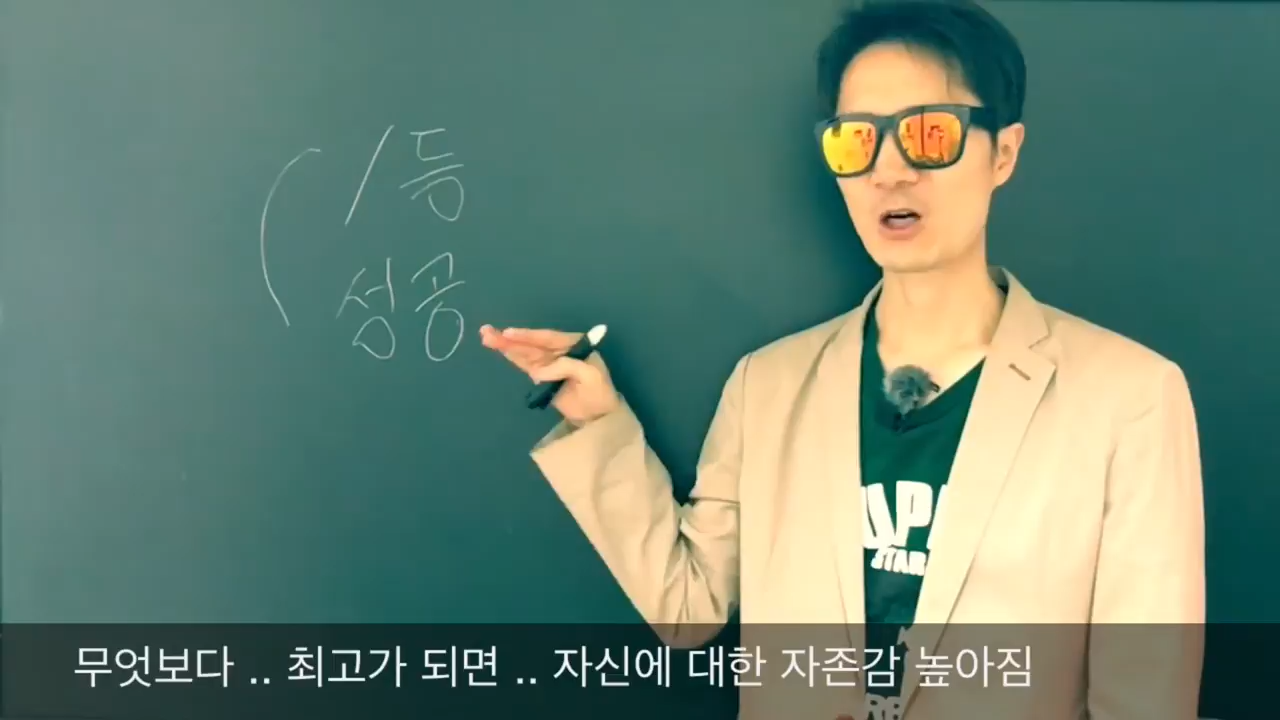 1등
성공
무엇보다 .. 최고가 되면 .. 자신에 대한 자존감 높아짐